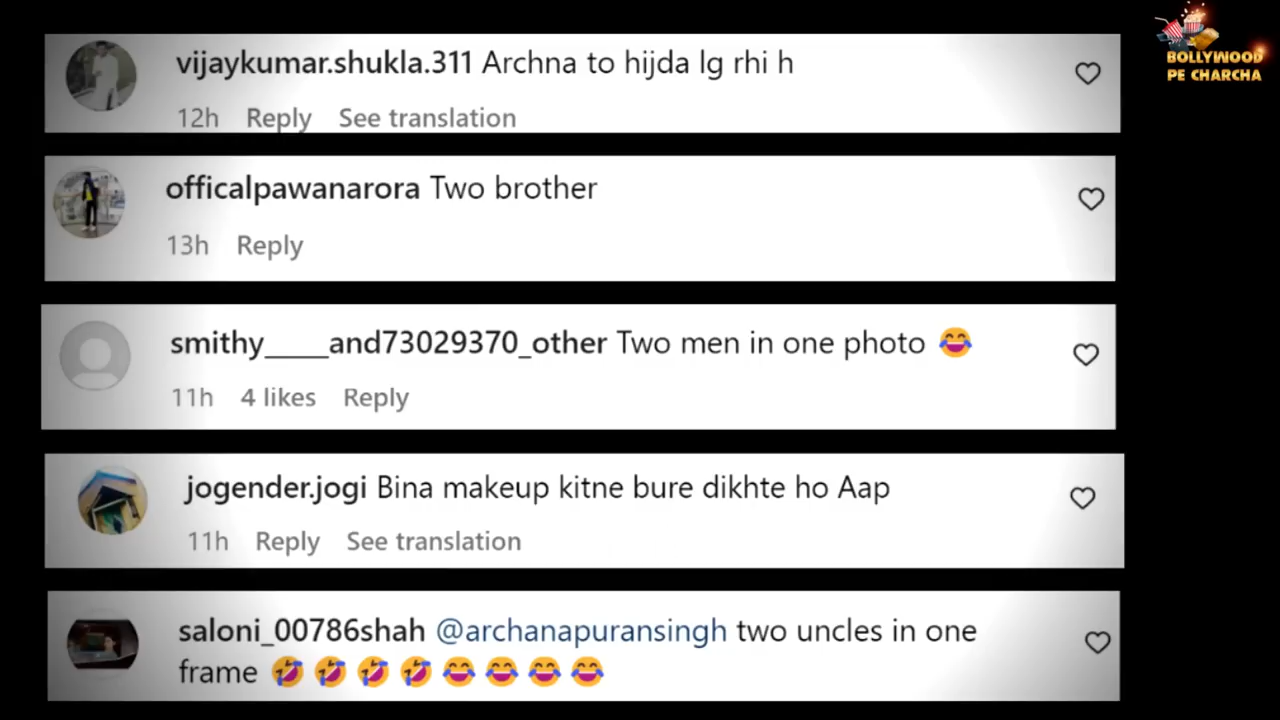 BOLLYWOOD
PE CHARCHA
vijaykumar.shukla.311 Archna to hijda lg rhi h
12h Reply See translation
officalpawanarora Two brother
13h Reply
smithy_____and73029370_other Two men in one photo 😂
11h 4 likes Reply
jogender.jogi Bina makeup kitne bure dikhte ho Aap
11h Reply See translation
saloni_00786shah @archanapuransingh two uncles in one
frame 🤣🤣🤣🤣😂😂😂😂